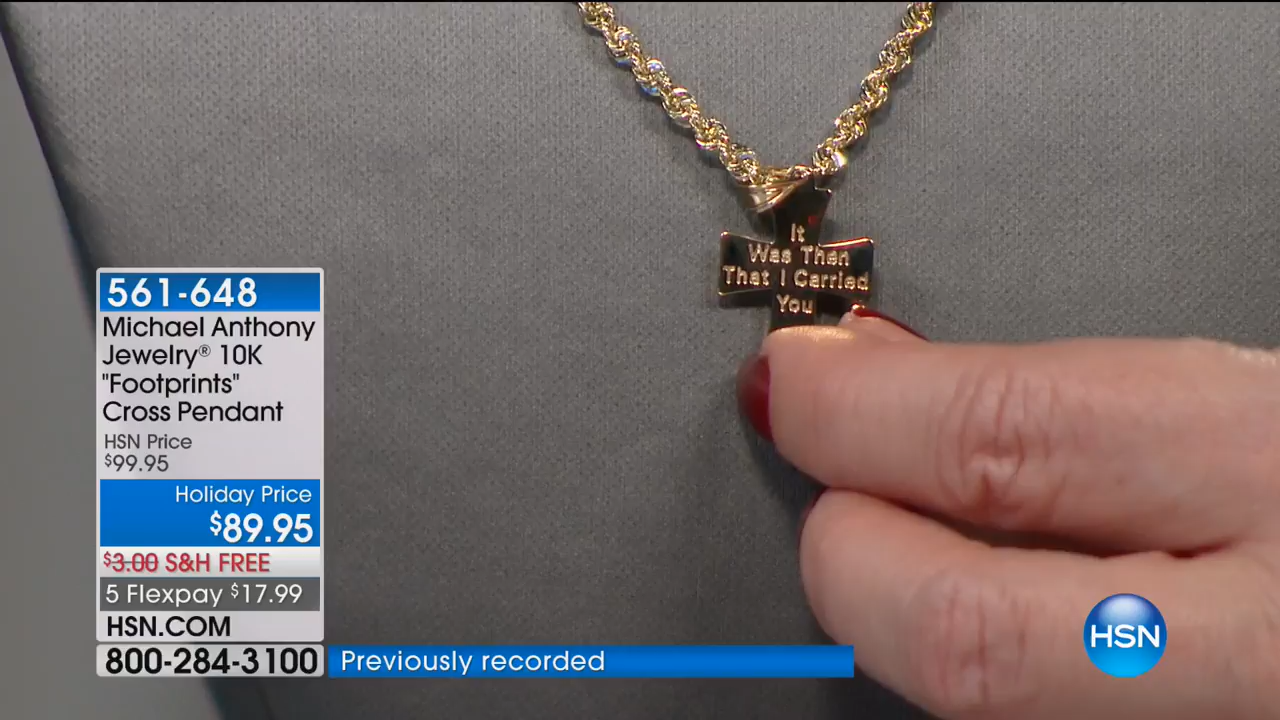 It
Was Then
That I Carried
You
561-648
Michael Anthony
Jewelry® 10K
"Footprints"
Cross Pendant
HSN Price
$99.95
Holiday Price
$89.95
$3.00 S&H FREE
5 Flexpay $17.99
HSN.COM
800-284-3100
Previously recorded
HSN